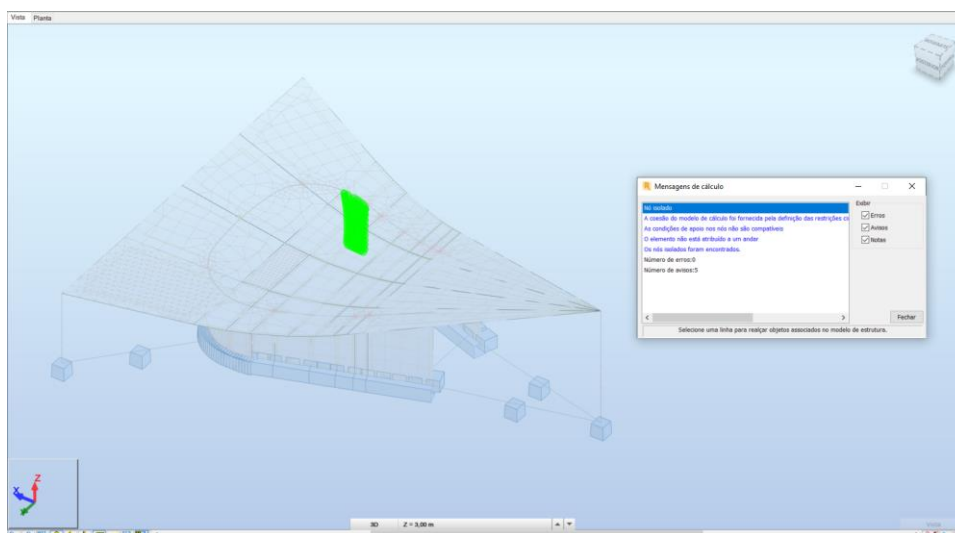 Vista Planta
Mensagens de cálculo
Nó isolado
A coesão do modelo de cálculo foi fornecida pela definição das restrições ci
As condições de apoio nos nós não são compatíveis
O elemento não está atribuído a um andar
Os nós isolados foram encontrados.
Número de erros:0
Número de avisos:5
Exibir
Erros
Avisos
Notas
Fechar
Selecione uma linha para realçar objetos associados no modelo de estrutura.
Z
X
3D Z = 3,00 m
Vista